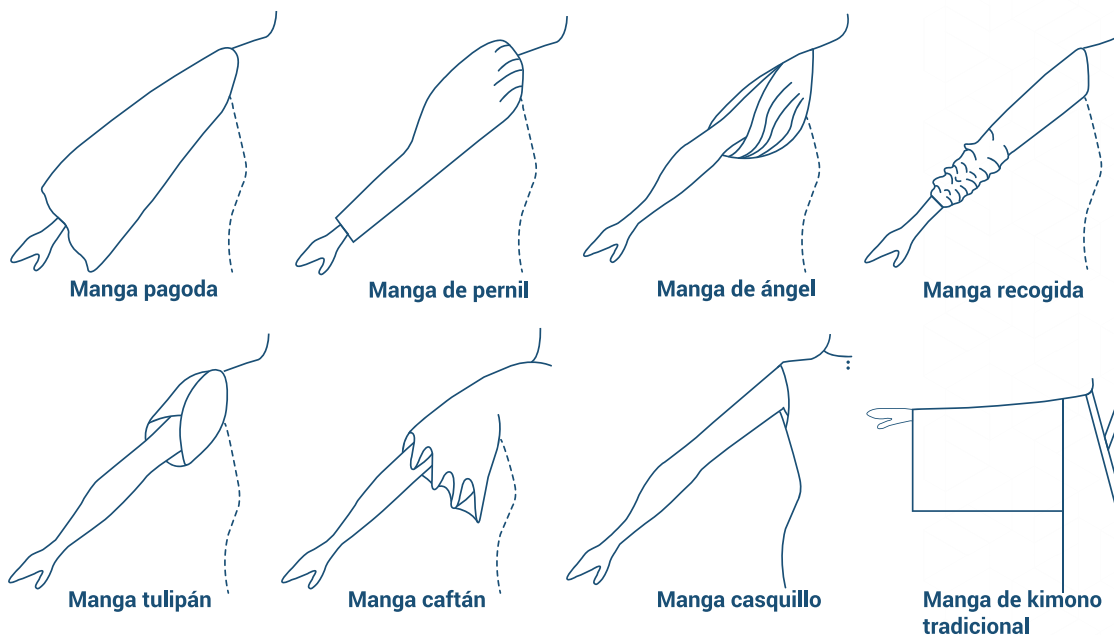 Manga pagoda
Manga de pernil
Manga de ángel
Manga recogida
Manga tulipán
Manga caftán
Manga casquillo
Manga de kimono
tradicional